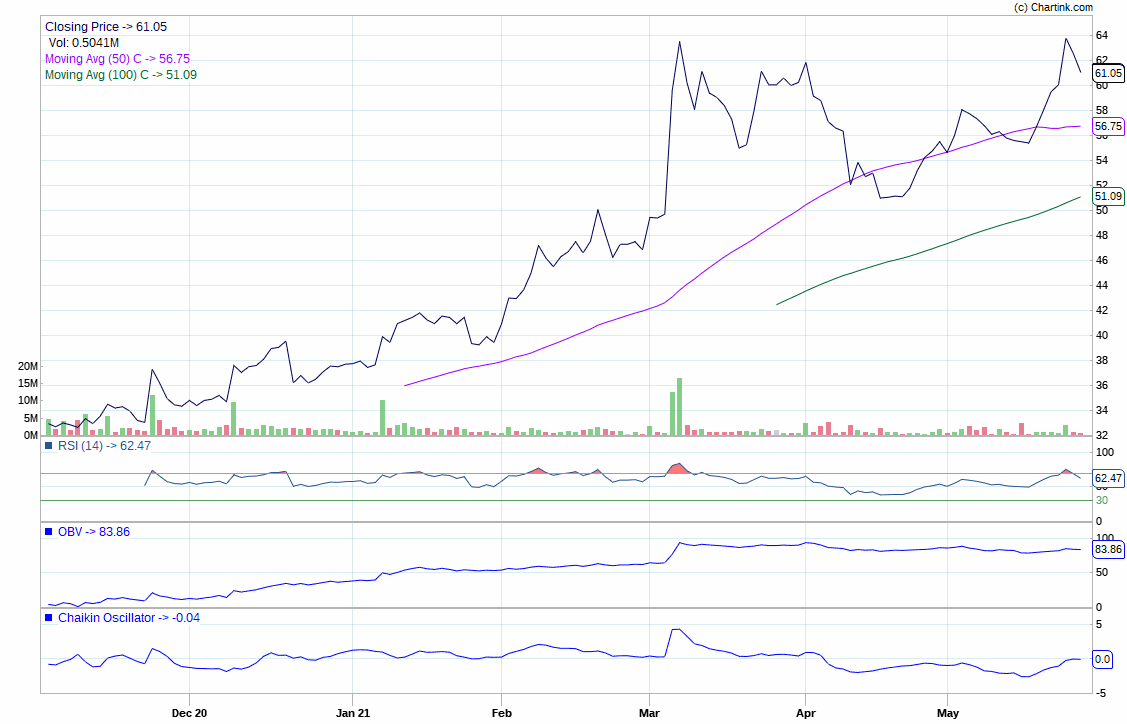 (c) Chartink.com
Closing Price -> 61.05
Vol: 0.5041M
Moving Avg (50) C -> 56.75
Moving Avg (100) C -> 51.09
64
62
61.05
60
58
56.75
56
54
52
51.09
50
48
46
44
42
40
38
36
34
32
20M
15M
10M
5M
0M
RSI (14) -> 62.47
100
62.47
50
30
0
OBV -> 83.86
100
83.86
50
0
Chaikin Oscillator -> -0.04
5
0.0
-5
Dec 20 Jan 21 Feb Mar Apr May